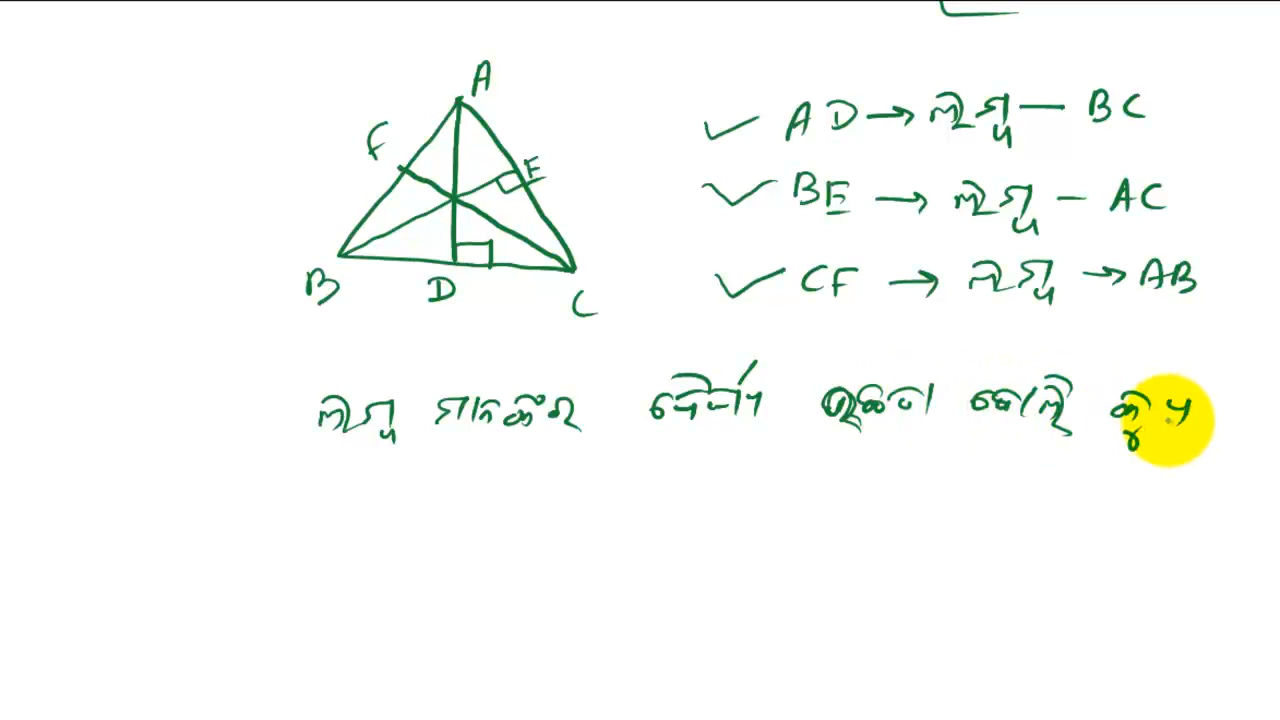 A
F
E
B
D
C
AD → ଲମ୍ବ — BC
BE → ଲମ୍ବ — AC
CF → ଲମ୍ବ → AB
ଲମ୍ବ ମାନଙ୍କର ଦୈର୍ଘ୍ୟ ଉଚ୍ଚତା ବୋଲି